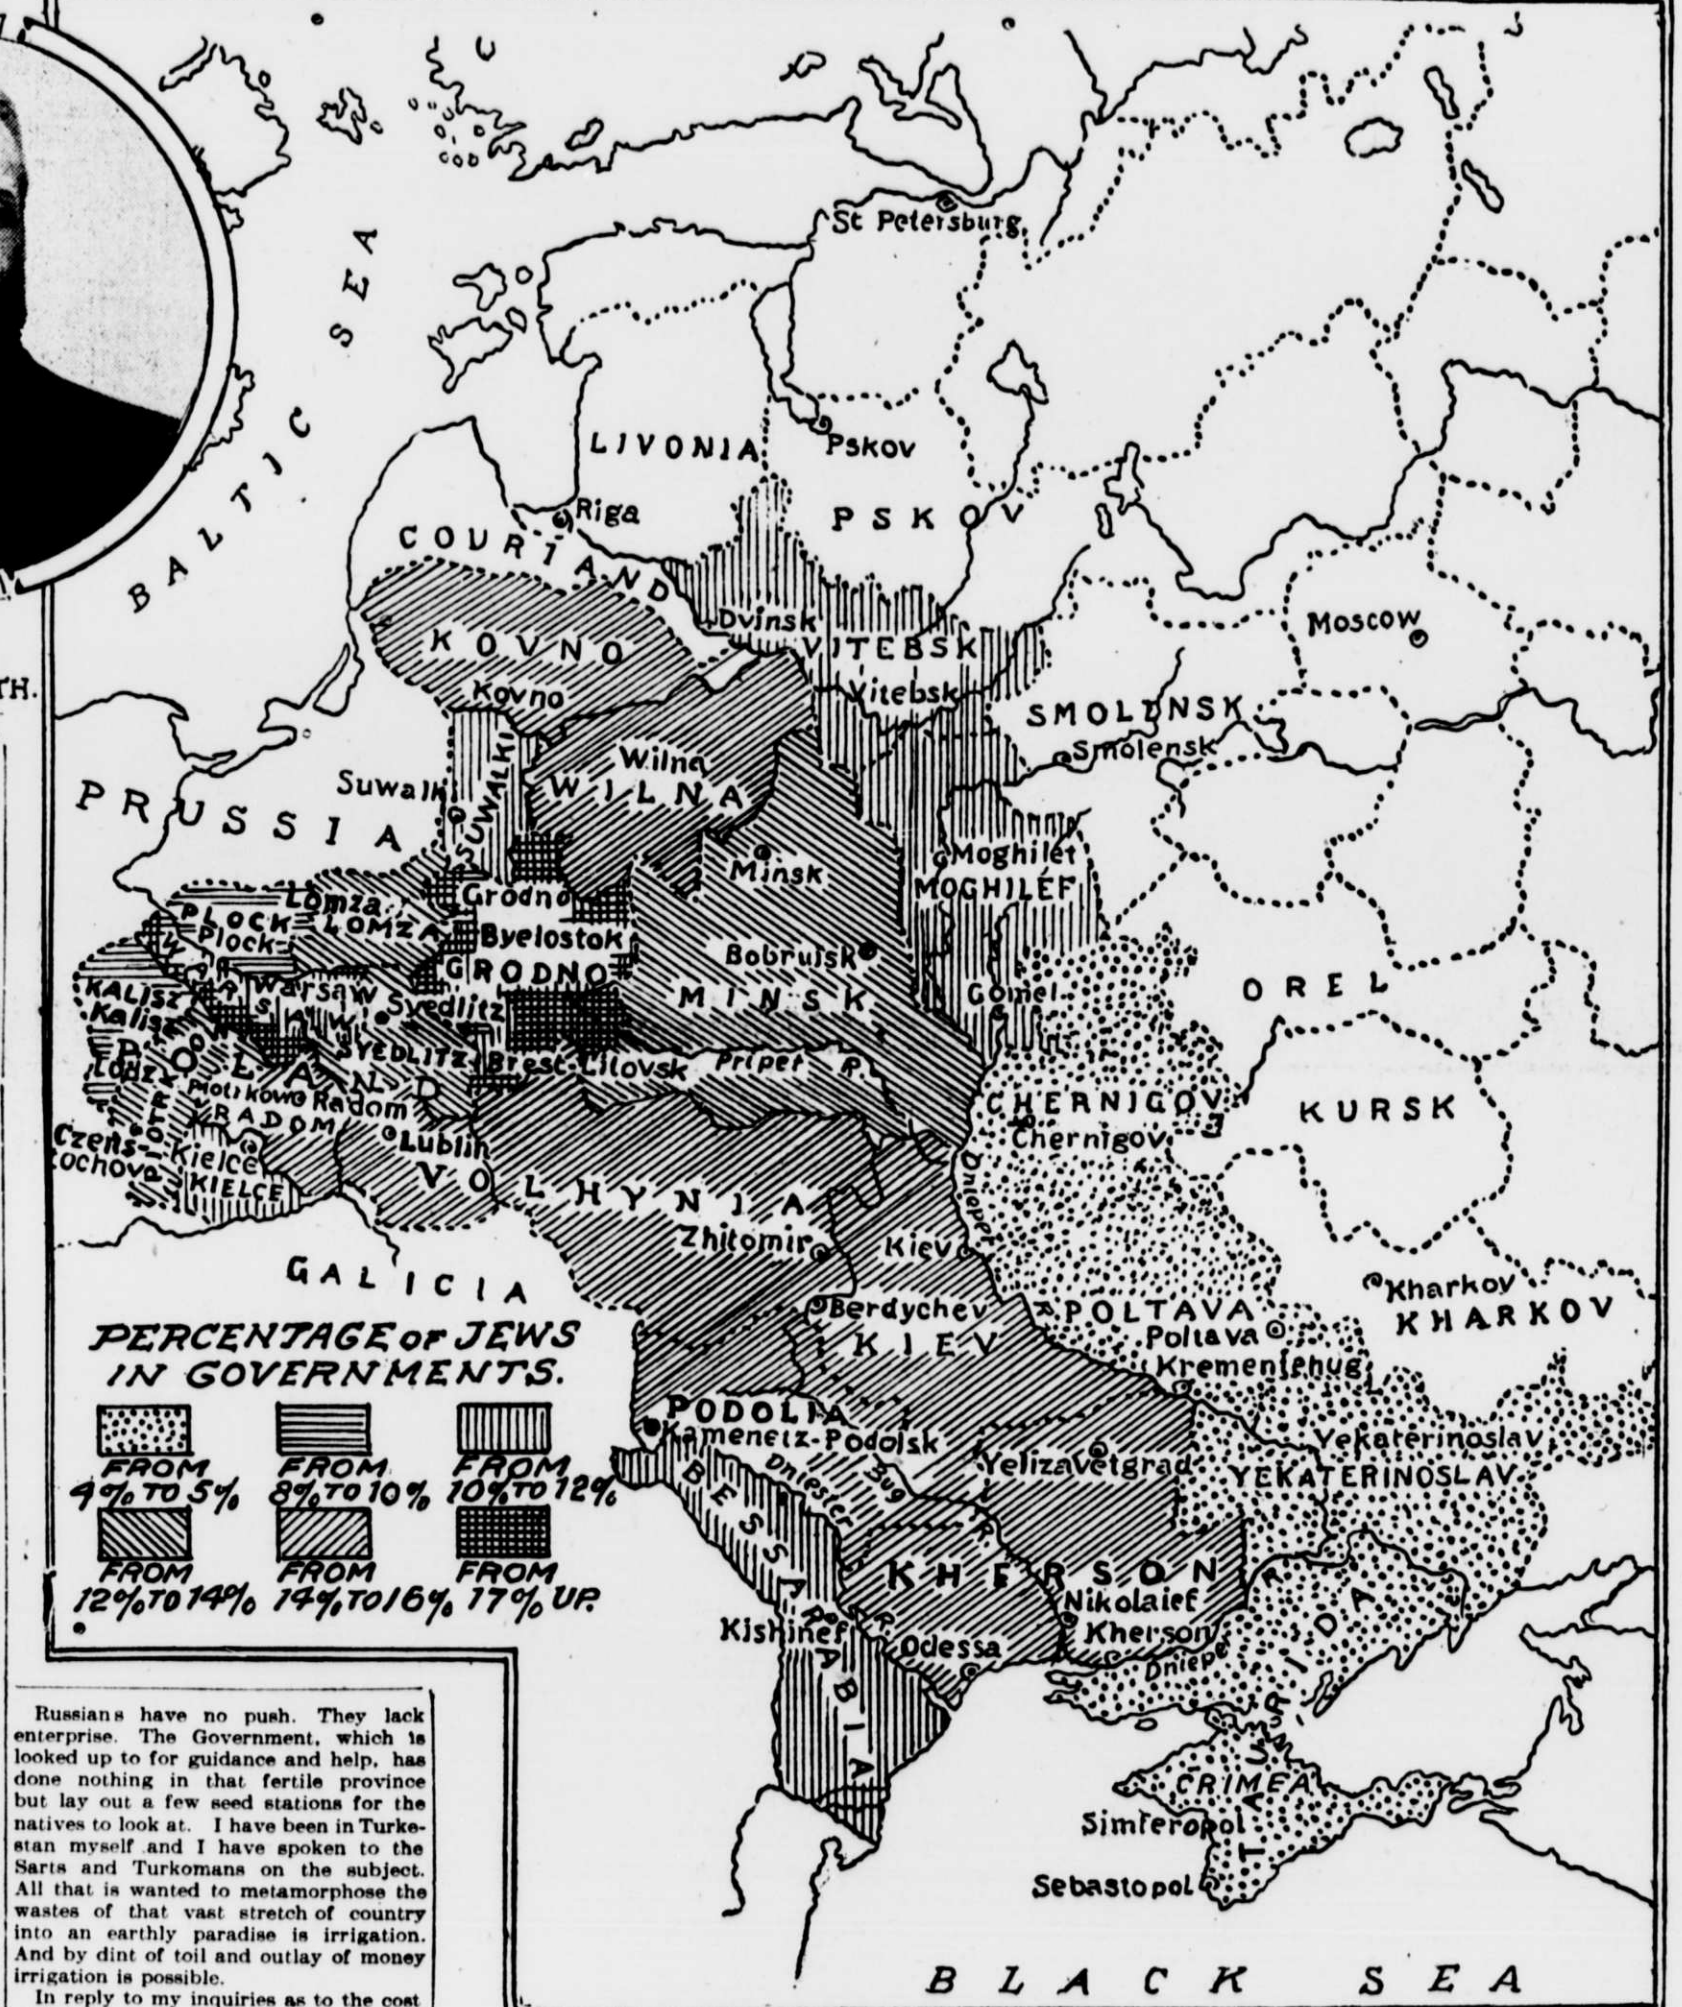 St Petersburg
BALTIC SEA
LIVONIA
Pskov
Riga
PSKOV
COURLAND
Dvinsk
Moscow
KOVNO
VITEBSK
TH.
Kovno
Vitebsk
SMOLENSK
Smolensk
Wilna
Suwalk
SUWALKI
WILNA
PRUSSIA
Minsk
Moghilef
Grodno
MOGHILEF
Lomza
PLOCK
LOMZA
Plock
Byelostok
Bobruisk
GRODNO
WARSAW
Warsaw
KALISZ
Syedlitz
MINSK
Gomel
OREL
Kalisz
POLAND
SYEDLITZ
Brest-Litovsk
Pripet R.
Lodz
Piotrkow
Radom
CHERNIGOV
KURSK
RADOM
Chernigov
Czens-
tochova
Kielce
Lublin
KIELCE
VOLHYNIA
Dnieper R
Zhitomir
Kiev
GALICIA
Kharkov
Berdychev
POLTAVA
KHARKOV
PERCENTAGE OF JEWS
IN GOVERNMENTS.
KIEV
Poltava
Krementchug
PODOLIA
Kamenetz-Podolsk
Yekaterinoslav
FROM
4% TO 5%
FROM
8% TO 10%
FROM
10% TO 12%
BESSARABIA
Dniester R.
Bug R.
Yelizavetgrad
YEKATERINOSLAV
FROM
12% TO 14%
FROM
14% TO 16%
FROM
17% UP.
KHERSON
Nikolaief
Kishinef
Odessa
Kherson
Dniepe R
TAURIDA
CRIMEA
Simferopol
Sebastopol
BLACK SEA
Russians have no push. They lack
enterprise. The Government, which is
looked up to for guidance and help, has
done nothing in that fertile province
but lay out a few seed stations for the
natives to look at. I have been in Turke-
stan myself and I have spoken to the
Sarts and Turkomans on the subject.
All that is wanted to metamorphose the
wastes of that vast stretch of country
into an earthly paradise is irrigation.
And by dint of toil and outlay of money
irrigation is possible.
In reply to my inquiries as to the cost